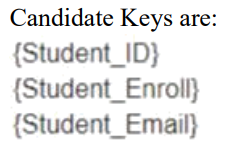 Candidate Keys are:
{Student_ID}
{Student_Enroll}
{Student_Email}